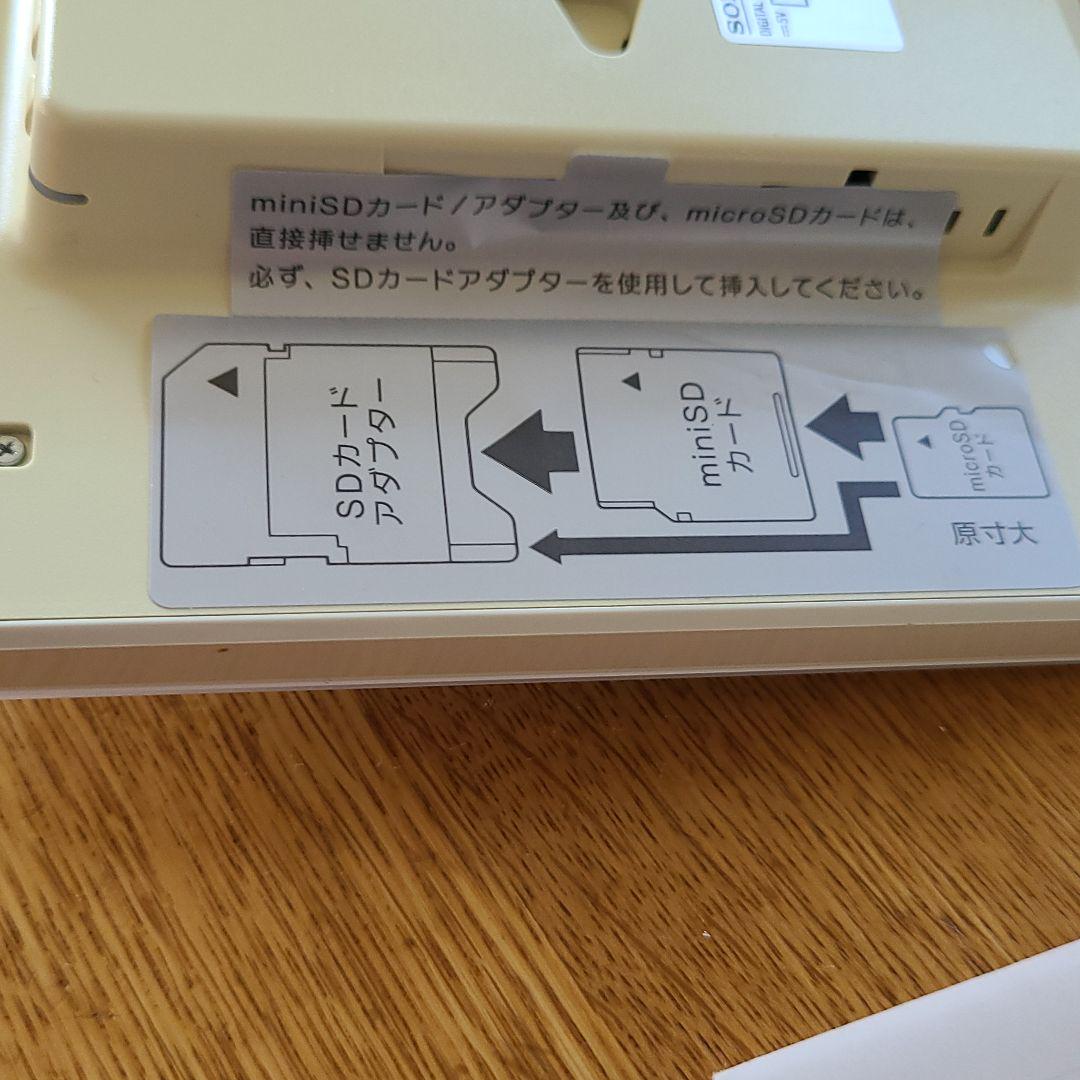 DIGITAL
⎓5V
miniSDカード/アダプター及び、microSDカードは、
直接挿せません。
必ず、SDカードアダプターを使用して挿入してください。
SDカード
アダプター
miniSD
カード
microSD
カード
原寸大